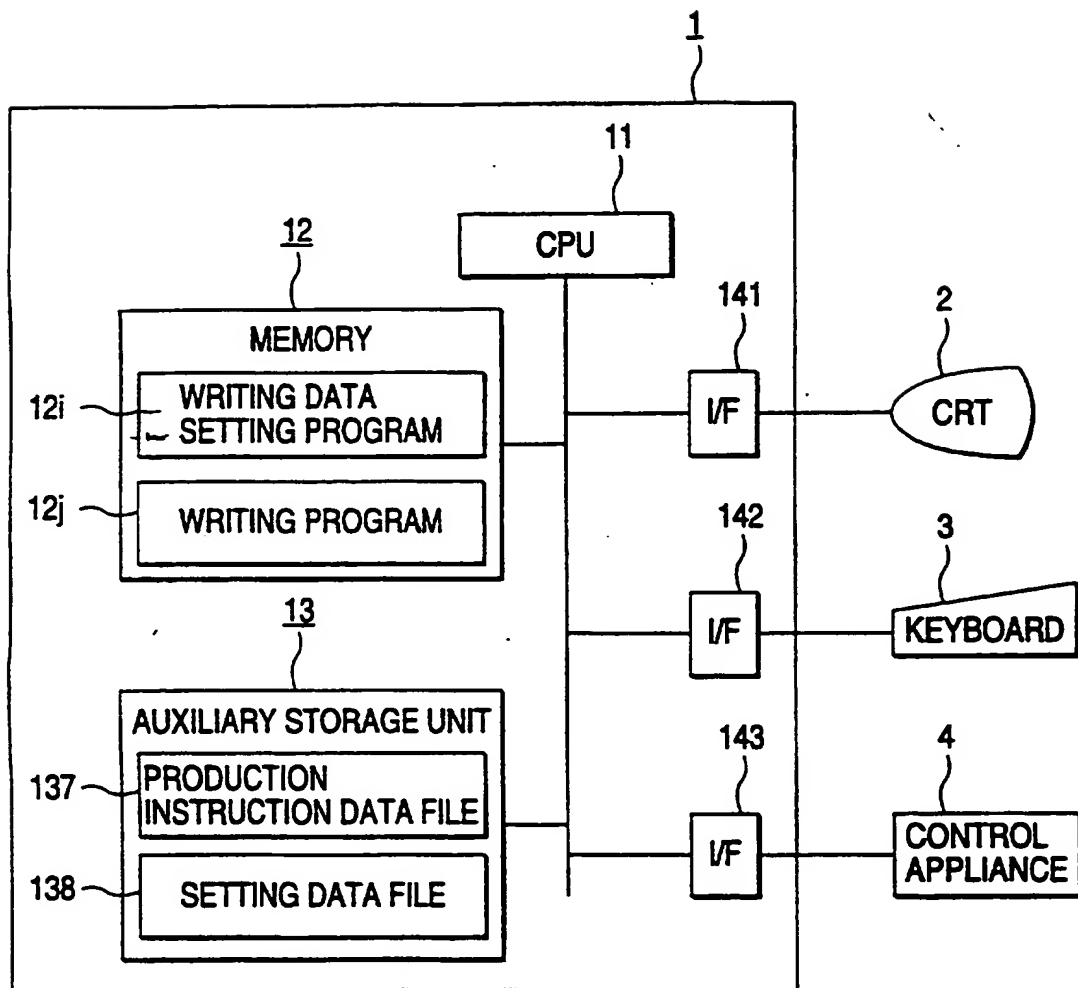 1
11
CPU
12
MEMORY
12i
WRITING DATA
SETTING PROGRAM
12j
WRITING PROGRAM
141
I/F
2
CRT
142
I/F
3
KEYBOARD
13
AUXILIARY STORAGE UNIT
137
PRODUCTION
INSTRUCTION DATA FILE
138
SETTING DATA FILE
143
I/F
4
CONTROL
APPLIANCE